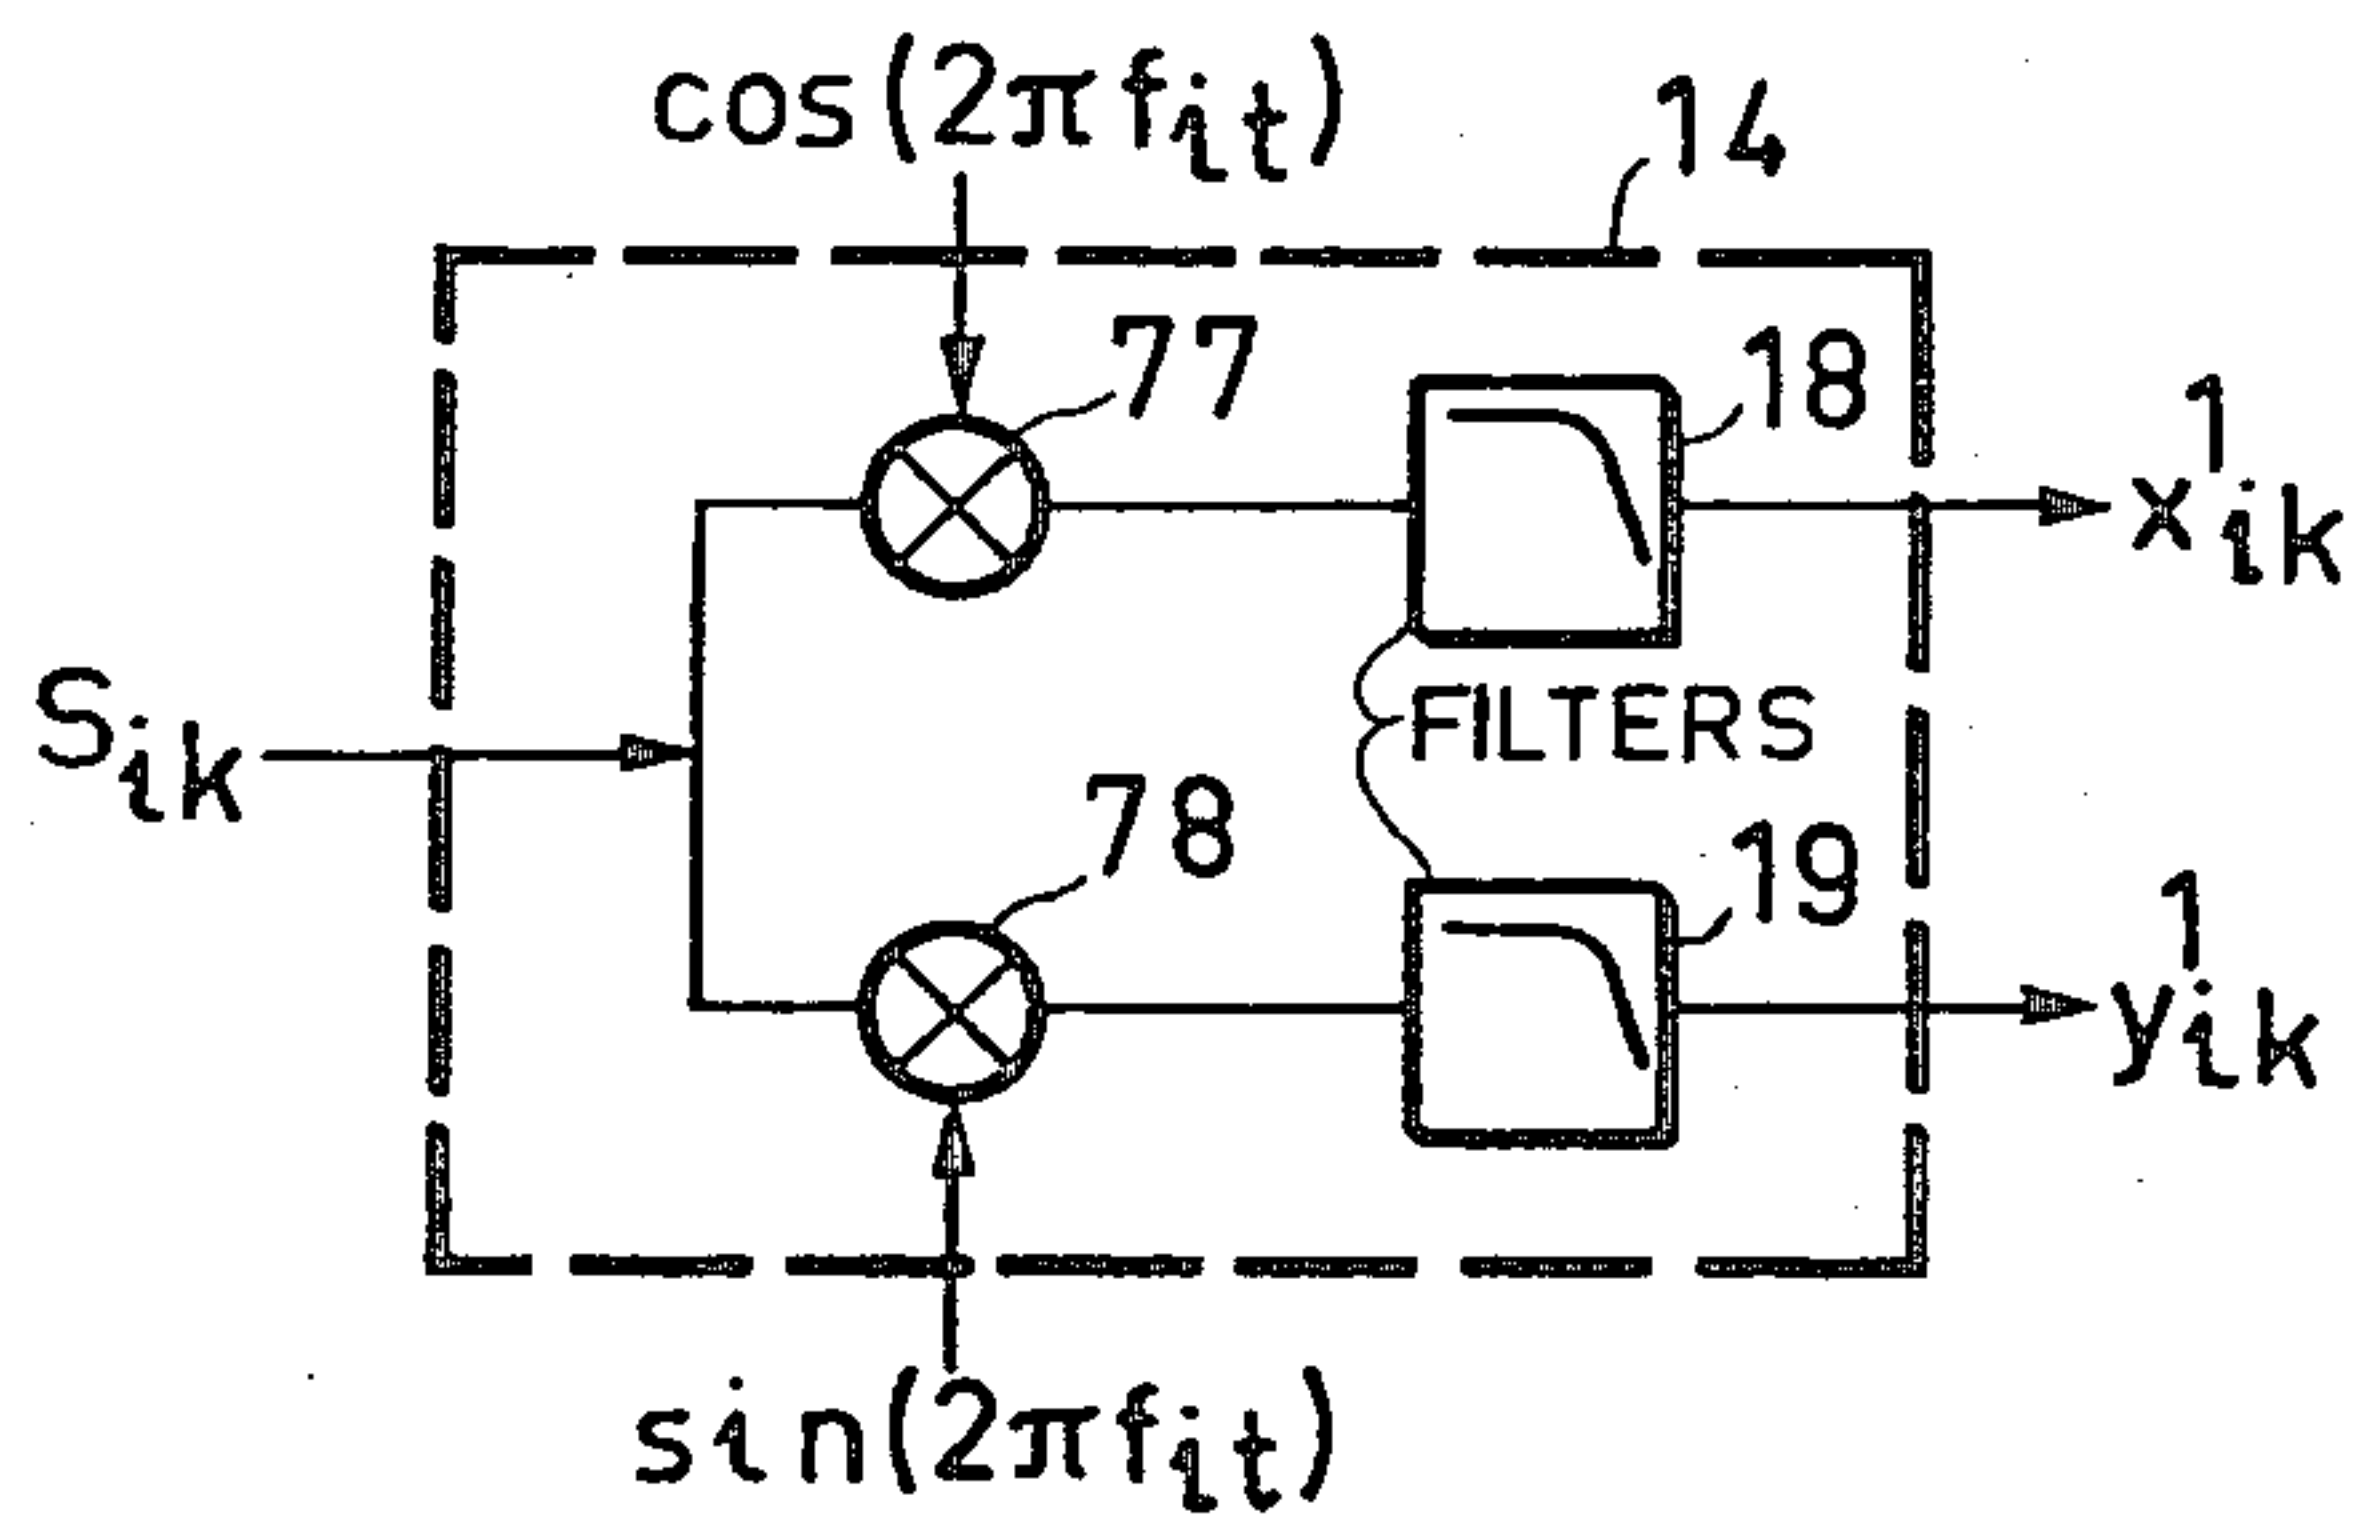 cos(2πfit)
14
77
18
x1ik
FILTERS
Sik
78
19
y1ik
sin(2πfit)